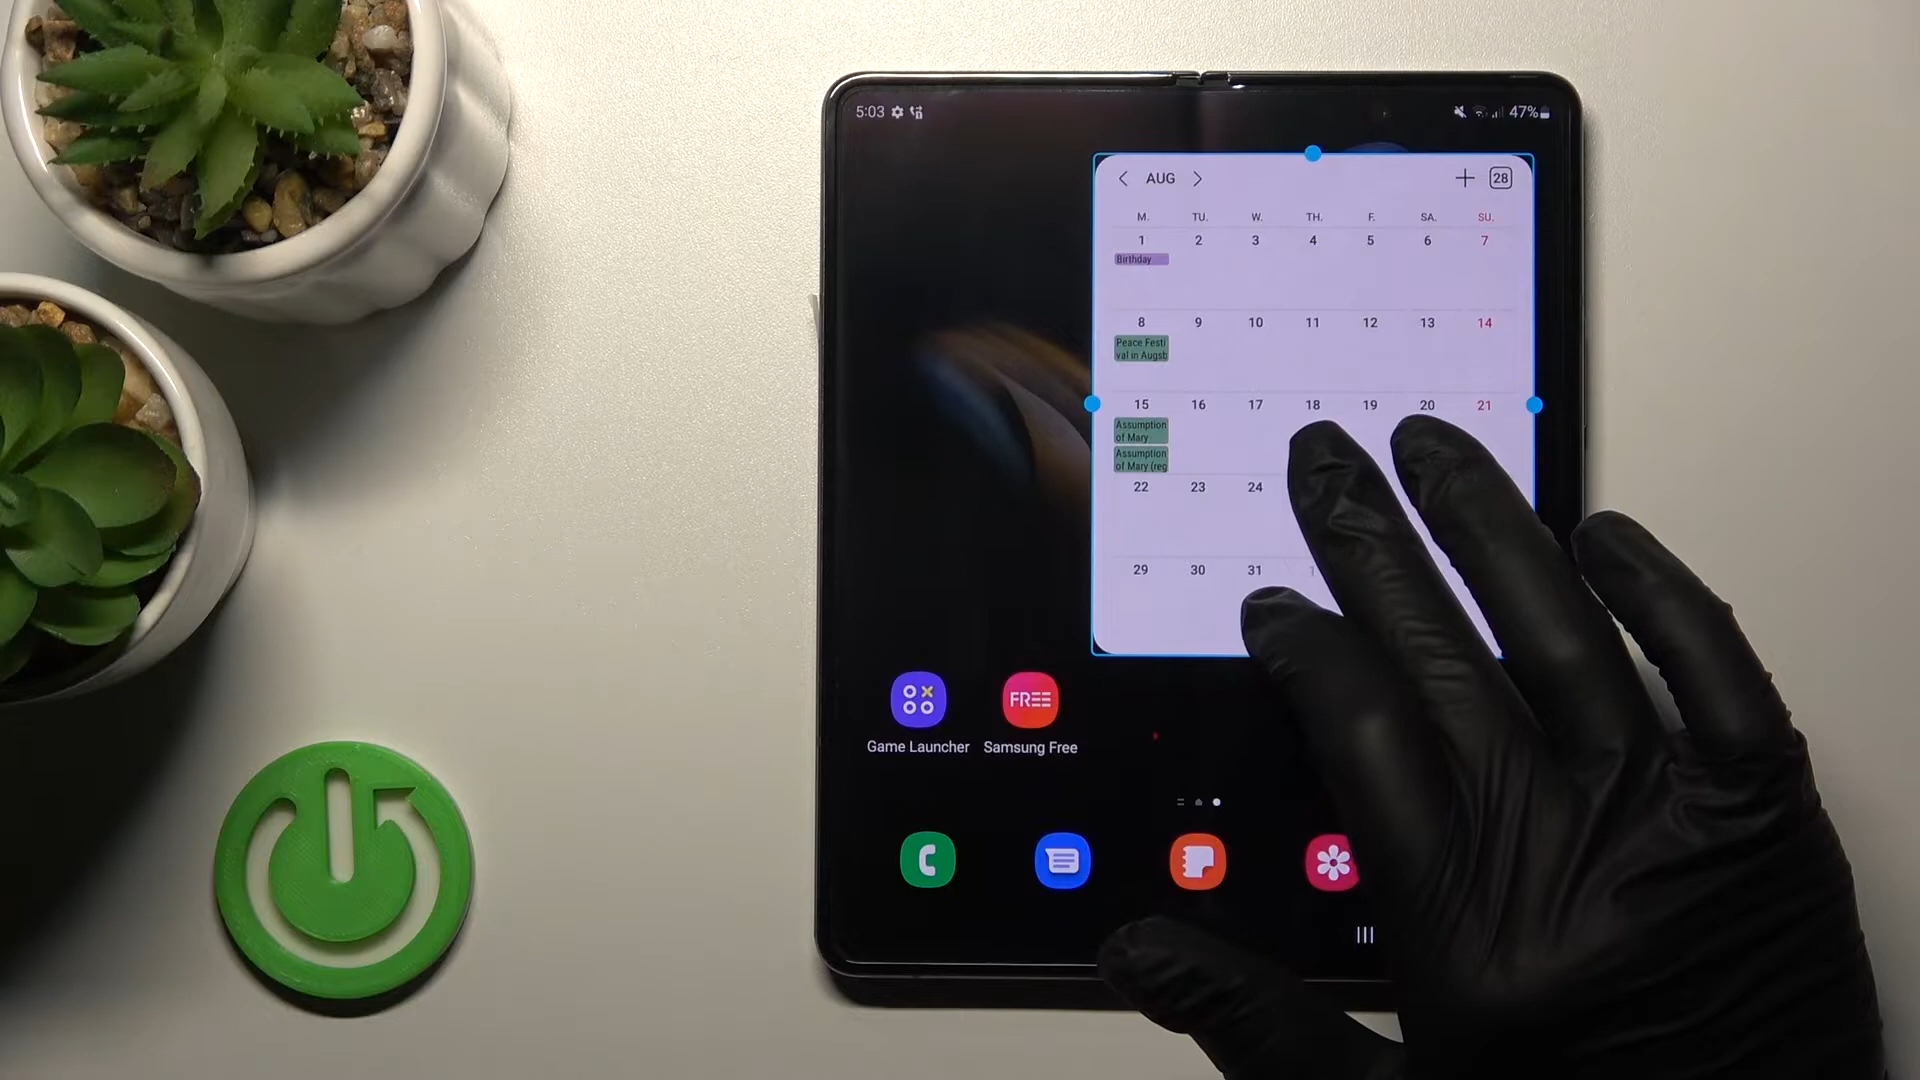 5:03 47%
< AUG > + 28
M. TU. W. TH. F. SA. SU.
1 2 3 4 5 6 7
Birthday
8 9 10 11 12 13 14
Peace Festi
val in Augsb
15 16 17 18 19 20 21
Assumption
of Mary
Assumption
of Mary (reg
22 23 24
29 30 31 1
FREE
Game Launcher Samsung Free